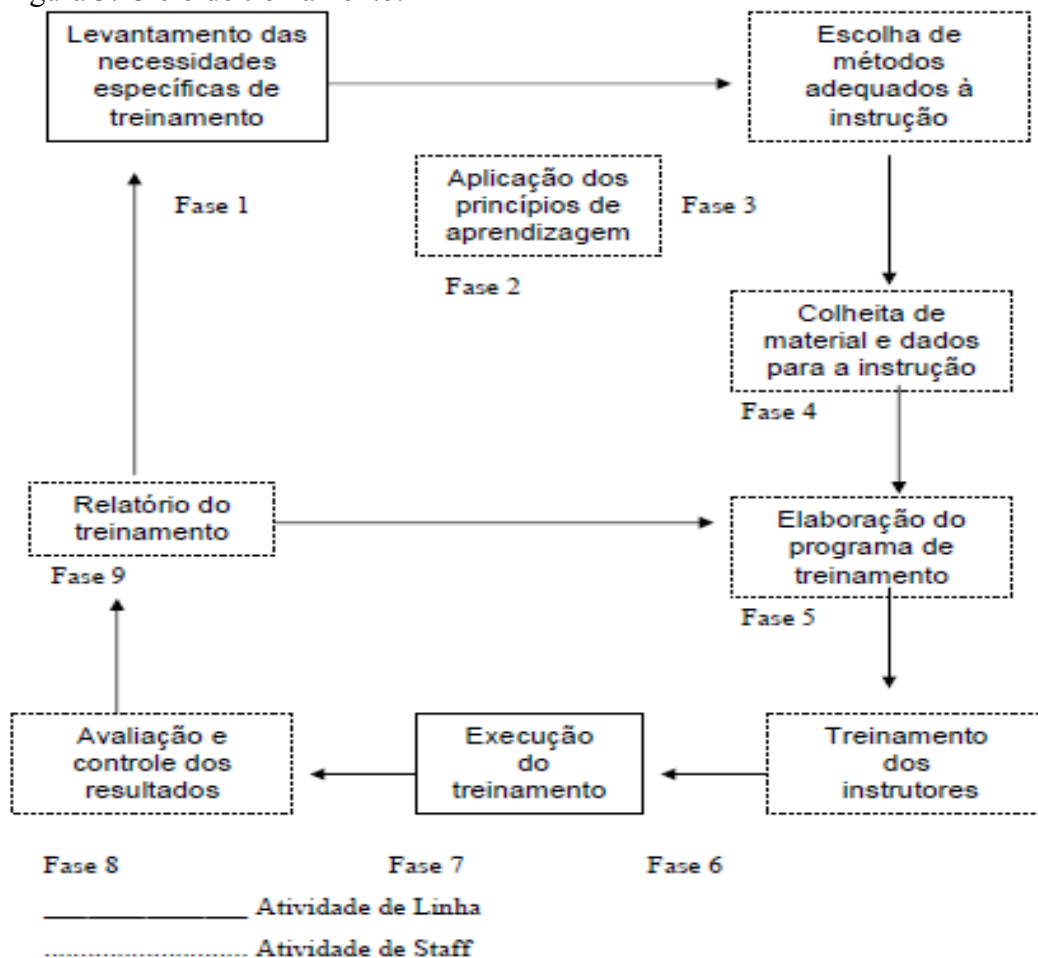 Levantamento das
necessidades
específicas de
treinamento
Escolha de
métodos
adequados à
instrução
Aplicação dos
princípios de
aprendizagem
Fase 1
Fase 3
Fase 2
Colheita de
material e dados
para a instrução
Fase 4
Relatório do
treinamento
Elaboração do
programa de
treinamento
Fase 9
Fase 5
Avaliação e
controle dos
resultados
Execução
do
treinamento
Treinamento
dos
instrutores
Fase 8
Fase 7
Fase 6
Atividade de Linha
Atividade de Staff